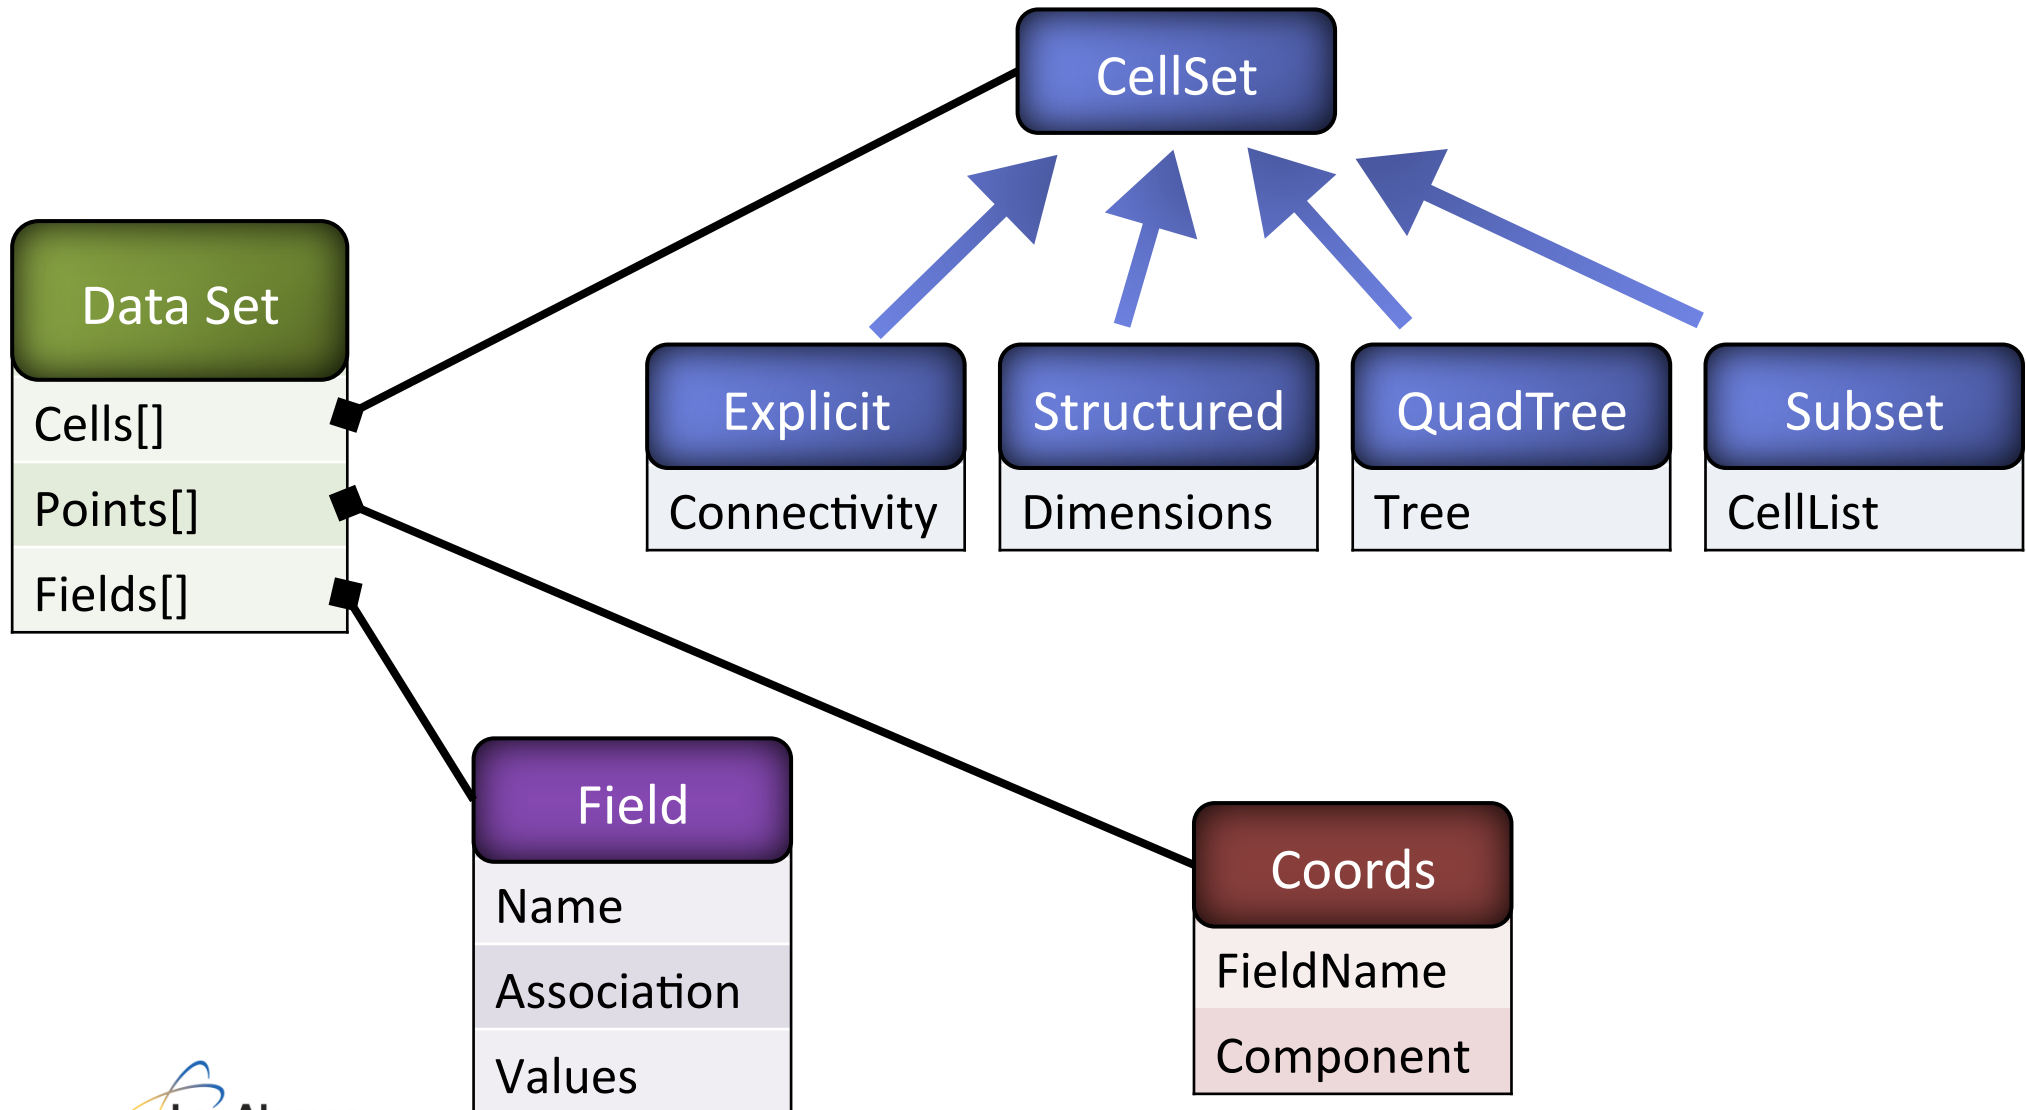 CellSet
Data Set
Cells[]
Points[]
Fields[]
Explicit
Connectivity
Structured
Dimensions
QuadTree
Tree
Subset
CellList
Field
Name
Association
Values
Coords
FieldName
Component